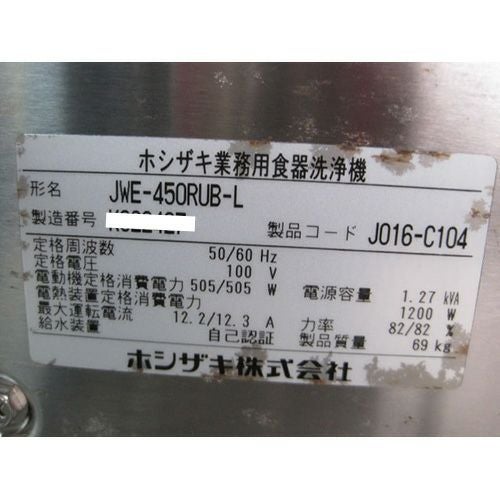 ホシザキ業務用食器洗浄機
形名 JWE-450RUB-L
製造番号 製品コード J016-C104
定格周波数 50/60 Hz
定格電圧 100 V
電動機定格消費電力 505/505 W 電源容量 1.27 kVA
電熱装置定格消費電力 1200 W
最大運転電流 12.2/12.3 A 力率 82/82 %
給水装置 自己認証 製品質量 69 kg
ホシザキ株式会社